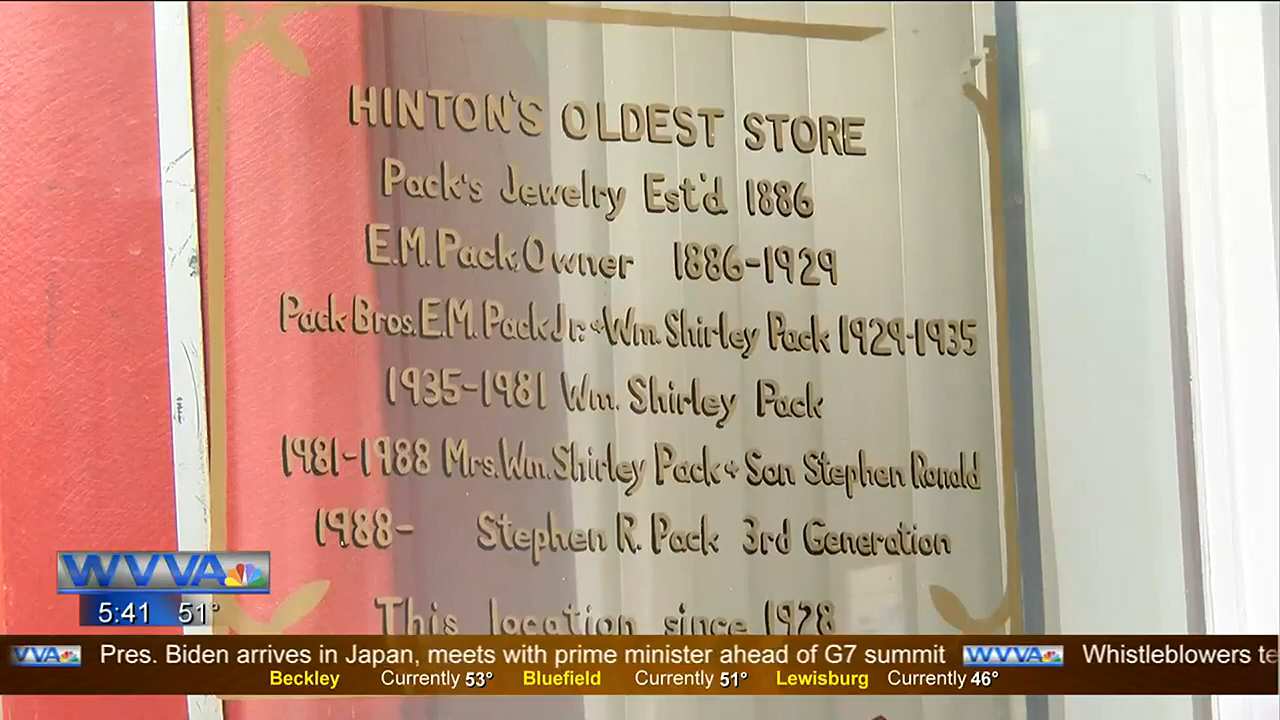 HINTON'S OLDEST STORE
Pack's Jewelry Est'd 1886
E.M. Pack Owner 1886-1929
Pack Bros. E.M. Pack Jr. + Wm. Shirley Pack 1929-1935
1935-1981 Wm. Shirley Pack
1981-1988 Mrs. Wm. Shirley Pack + Son Stephen Ronald
1988- Stephen R. Pack 3rd Generation
This location since 1928
WVVA
5:41 51°
WVVA Pres. Biden arrives in Japan, meets with prime minister ahead of G7 summit WVVA Whistleblowers te
Beckley Currently 53° Bluefield Currently 51° Lewisburg Currently 46°